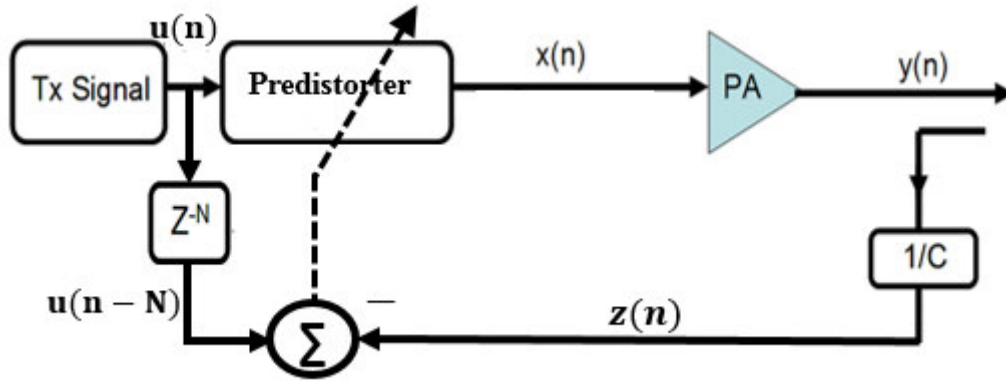 u(n)
Tx Signal
Predistorter
x(n)
PA
y(n)
Z-N
1/C
u(n − N)
−
z(n)
Σ